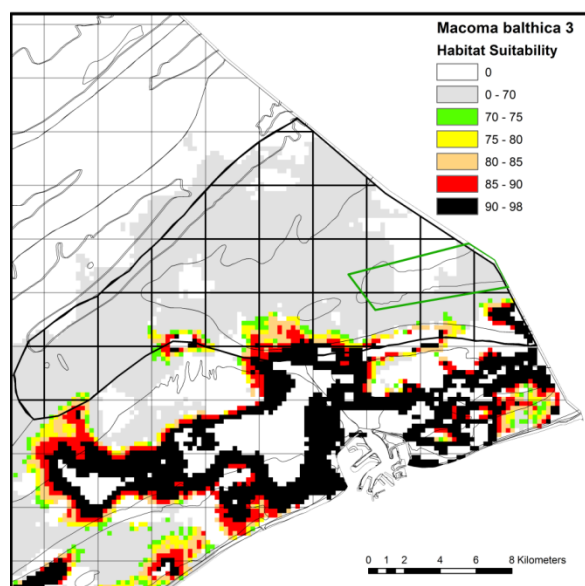 Macoma balthica 3
Habitat Suitability
0
0 - 70
70 - 75
75 - 80
80 - 85
85 - 90
90 - 98
0 1 2 4 6 8 Kilometers